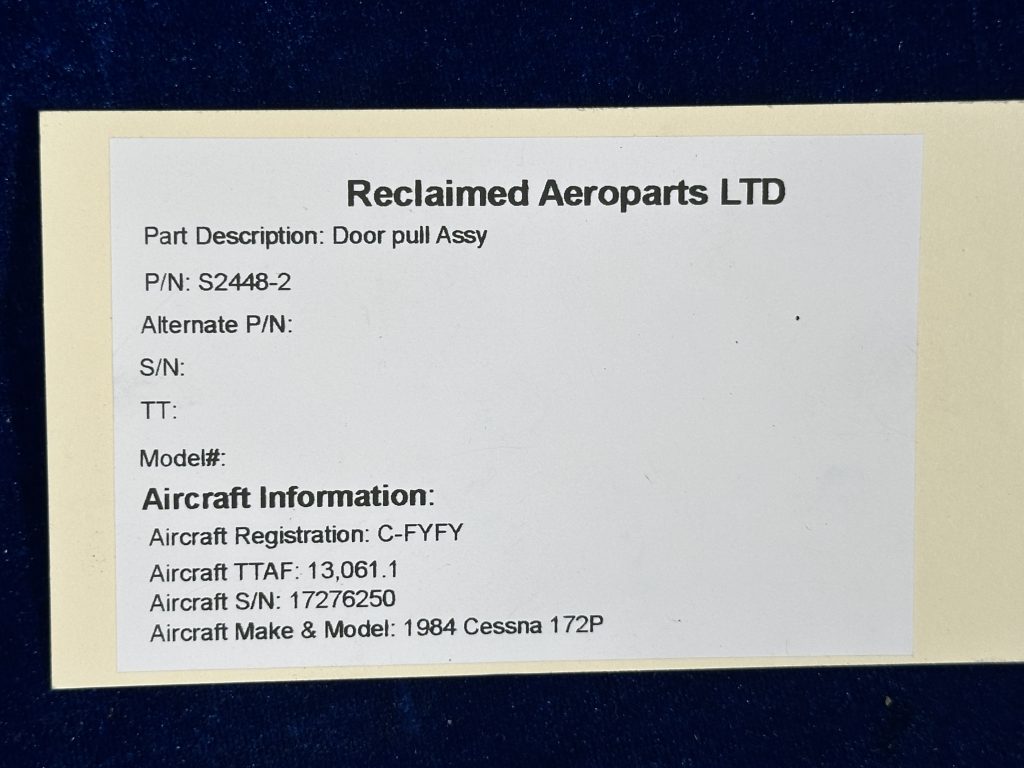 Reclaimed Aeroparts LTD
Part Description: Door pull Assy
P/N: S2448-2
Alternate P/N:
S/N:
TT:
Model#:
Aircraft Information:
Aircraft Registration: C-FYFY
Aircraft TTAF: 13,061.1
Aircraft S/N: 17276250
Aircraft Make & Model: 1984 Cessna 172P